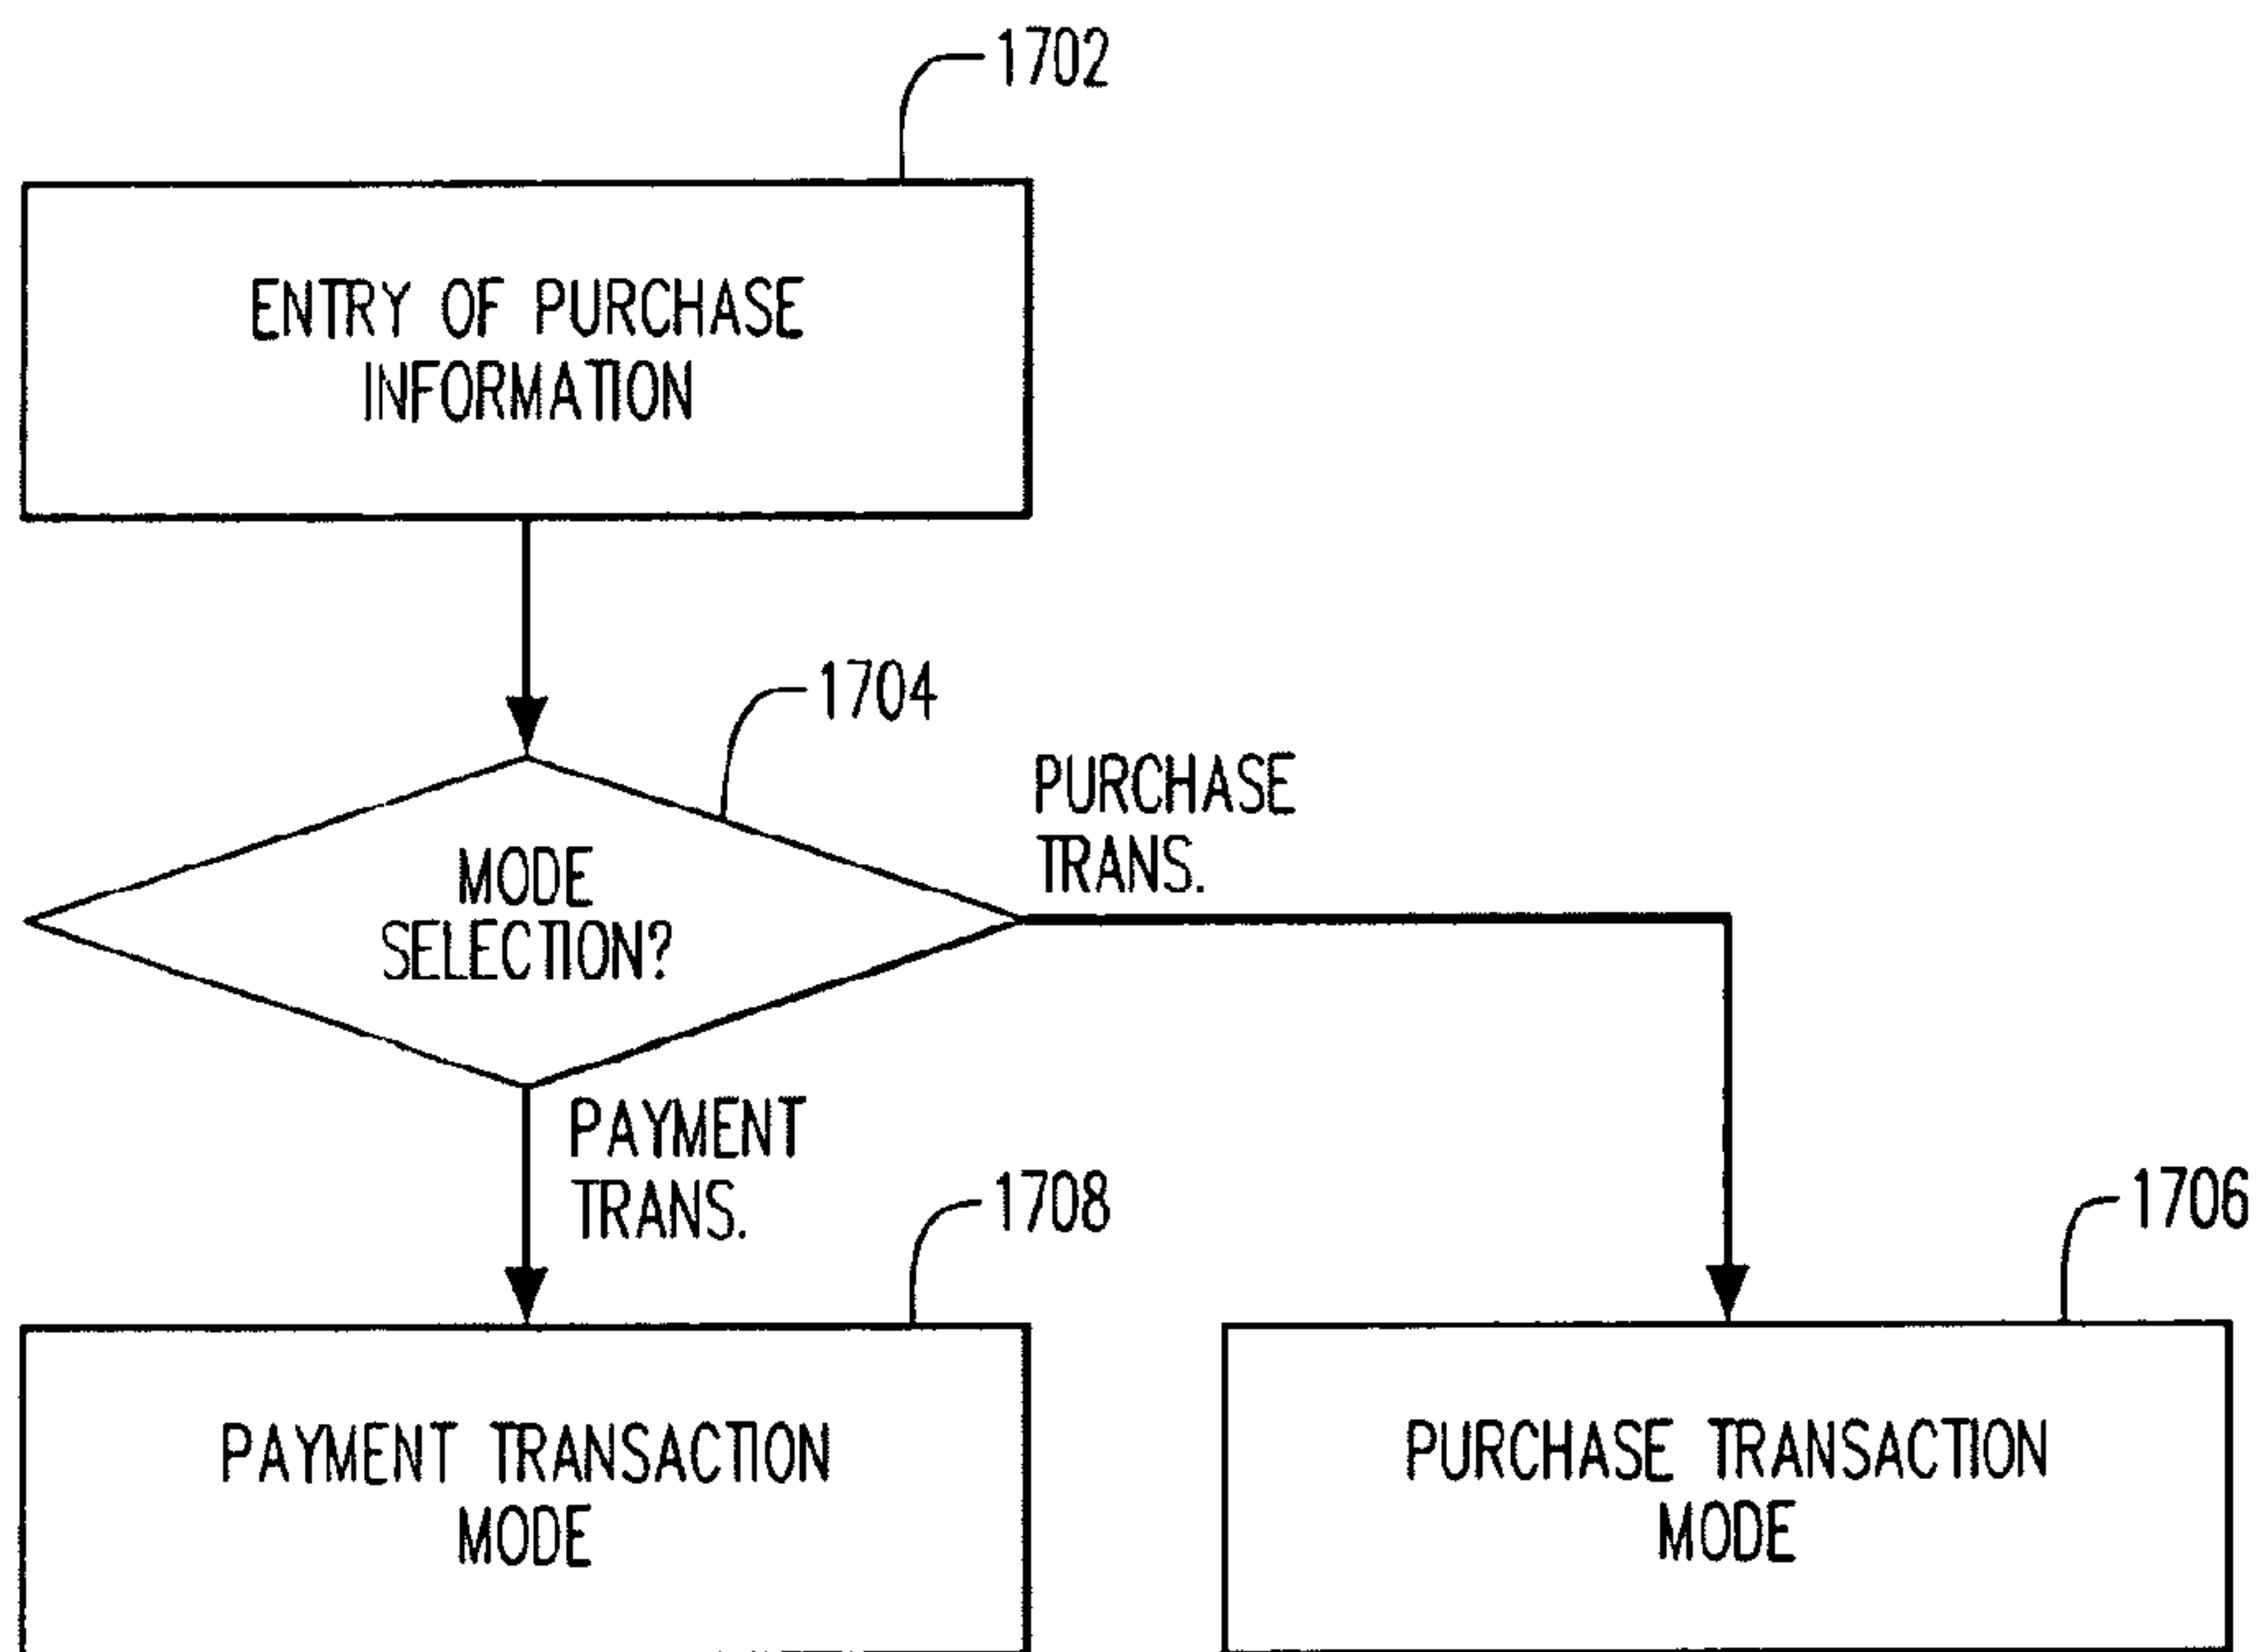 1702
ENTRY OF PURCHASE
INFORMATION
1704
MODE
SELECTION?
PURCHASE
TRANS.
PAYMENT
TRANS.
1708
1706
PAYMENT TRANSACTION
MODE
PURCHASE TRANSACTION
MODE